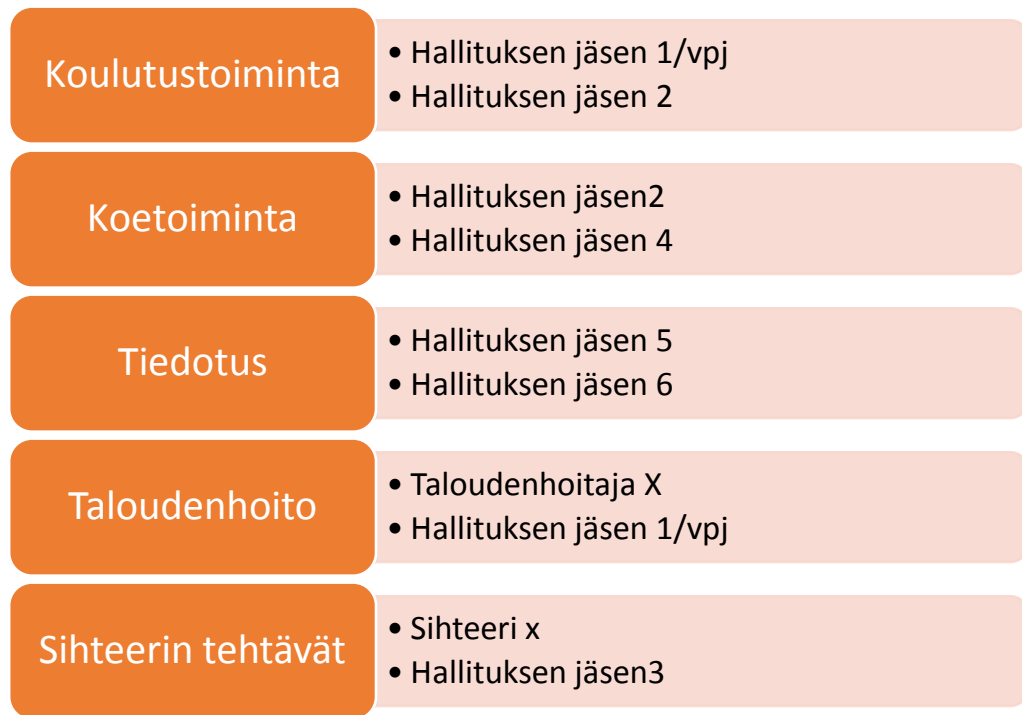 Koulutustoiminta
• Hallituksen jäsen 1/vpj
• Hallituksen jäsen 2
Koetoiminta
• Hallituksen jäsen2
• Hallituksen jäsen 4
Tiedotus
• Hallituksen jäsen 5
• Hallituksen jäsen 6
Taloudenhoito
• Taloudenhoitaja X
• Hallituksen jäsen 1/vpj
Sihteerin tehtävät
• Sihteeri x
• Hallituksen jäsen3